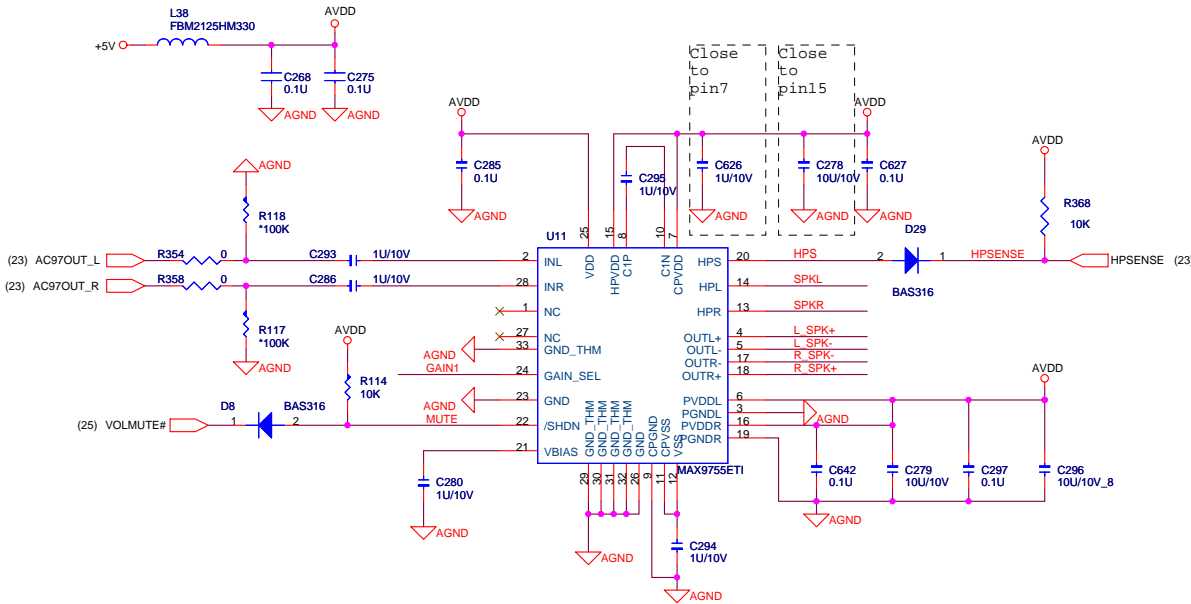 L38
FBM2125HM330
AVDD
+5V
C268
0.1U
C275
0.1U
AGND
AGND
Close
to
pin7
Close
to
pin15
AVDD
AVDD
C285
0.1U
AGND
C295
1U/10V
C626
1U/10V
AGND
C278
10U/10V
AGND
C627
0.1U
AGND
AVDD
R368
10K
AGND
R118
*100K
(23) AC97OUT_L
R354
0
C293
1U/10V
(23) AC97OUT_R
R358
0
C286
1U/10V
R117
*100K
AGND
AVDD
R114
10K
D8
BAS316
(25) VOLMUTE#
1
2
MUTE
AGND
GAIN1
AGND
C280
1U/10V
AGND
U11
25
15
8
10
7
VDD
HPVDD
C1P
C1N
CPVDD
2
INL
28
INR
1
NC
27
NC
33
GND_THM
24
GAIN_SEL
23
GND
22
/SHDN
21
VBIAS
HPS
20
HPS
HPL
14
SPKL
HPR
13
SPKR
OUTL+
4
L_SPK+
OUTL-
5
L_SPK-
OUTR-
17
R_SPK-
OUTR+
18
R_SPK+
PVDDL
6
PGNDL
3
PVDDR
16
PGNDR
19
GND_THM
GND_THM
GND_THM
GND_THM
GND
CPGND
CPVSS
VSS
29
30
31
32
26
9
11
12
MAX9755ETI
D29
2
1
BAS316
HPSENSE
HPSENSE (23)
AGND
AVDD
C642
0.1U
C279
10U/10V
C297
0.1U
C296
10U/10V_8
AGND
AGND
C294
1U/10V
AGND